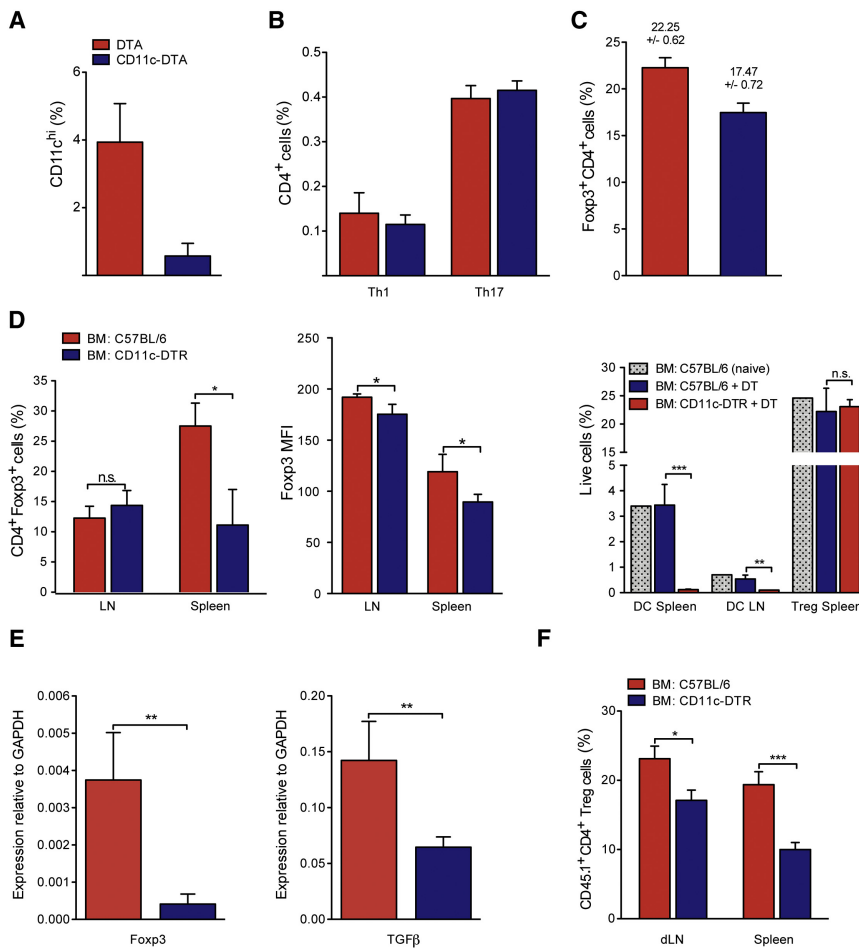 A
DTA
CD11c-DTA
CD11c^hi (%)
6
4
2
B
CD4+ cells (%)
0.5
0.4
0.3
0.2
0.1
Th1
Th17
C
22.25
+/- 0.62
17.47
+/- 0.72
Foxp3+ CD4+ cells (%)
25
20
15
10
5
0
D
BM: C57BL/6
BM: CD11c-DTR
CD4+ Foxp3+ cells (%)
35
30
25
20
15
10
5
0
n.s.
*
LN
Spleen
Foxp3 MFI
250
200
150
100
50
0
*
*
LN
Spleen
BM: C57BL/6 (naive)
BM: C57BL/6 + DT
BM: CD11c-DTR + DT
Live cells (%)
30
25
20
15
5
4
3
2
1
0
***
**
n.s.
DC Spleen
DC LN
Treg Spleen
E
Expression relative to GAPDH
0.006
0.005
0.004
0.003
0.002
0.001
0.000
**
Foxp3
Expression relative to GAPDH
0.20
0.15
0.10
0.05
0.00
**
TGFβ
F
BM: C57BL/6
BM: CD11c-DTR
CD45.1+CD4+ Treg cells (%)
30
20
10
0
*
***
dLN
Spleen